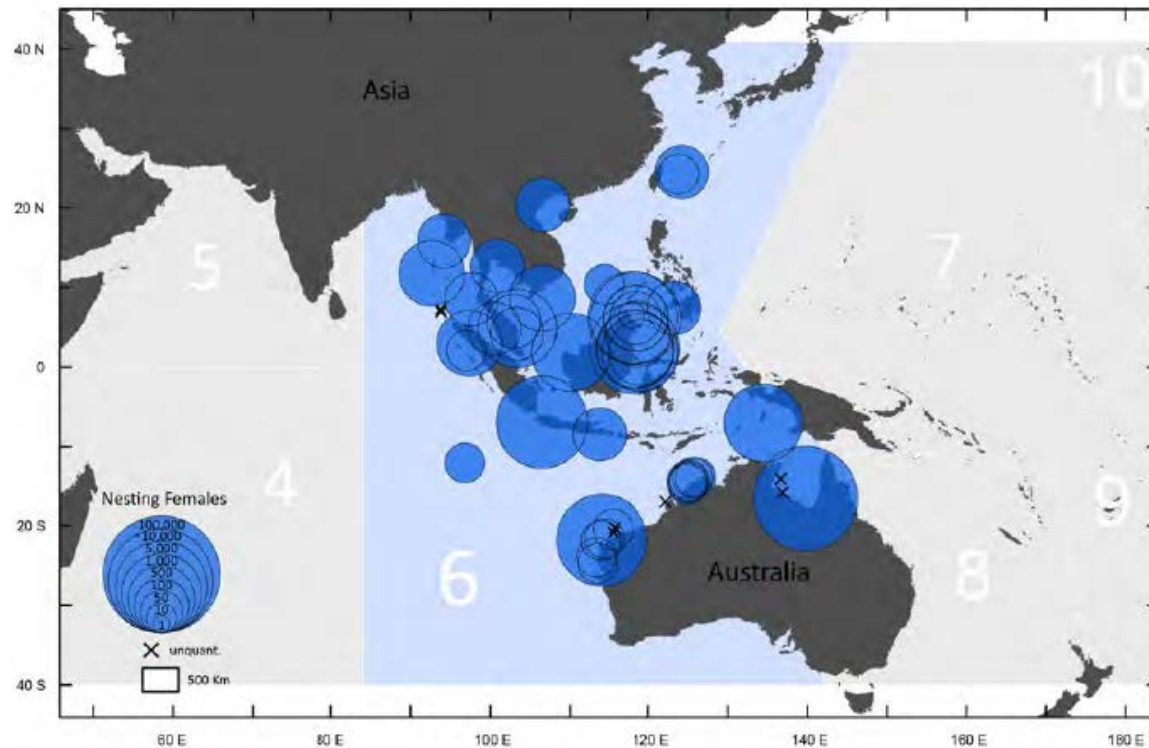 40 N
20 N
0
20 S
40 S
Asia
10
5
7
4
6
8
9
Australia
Nesting Females
100,000
10,000
5,000
1,000
500
100
50
10
1
unquant.
500 Km
60 E
80 E
100 E
120 E
140 E
160 E
180 E